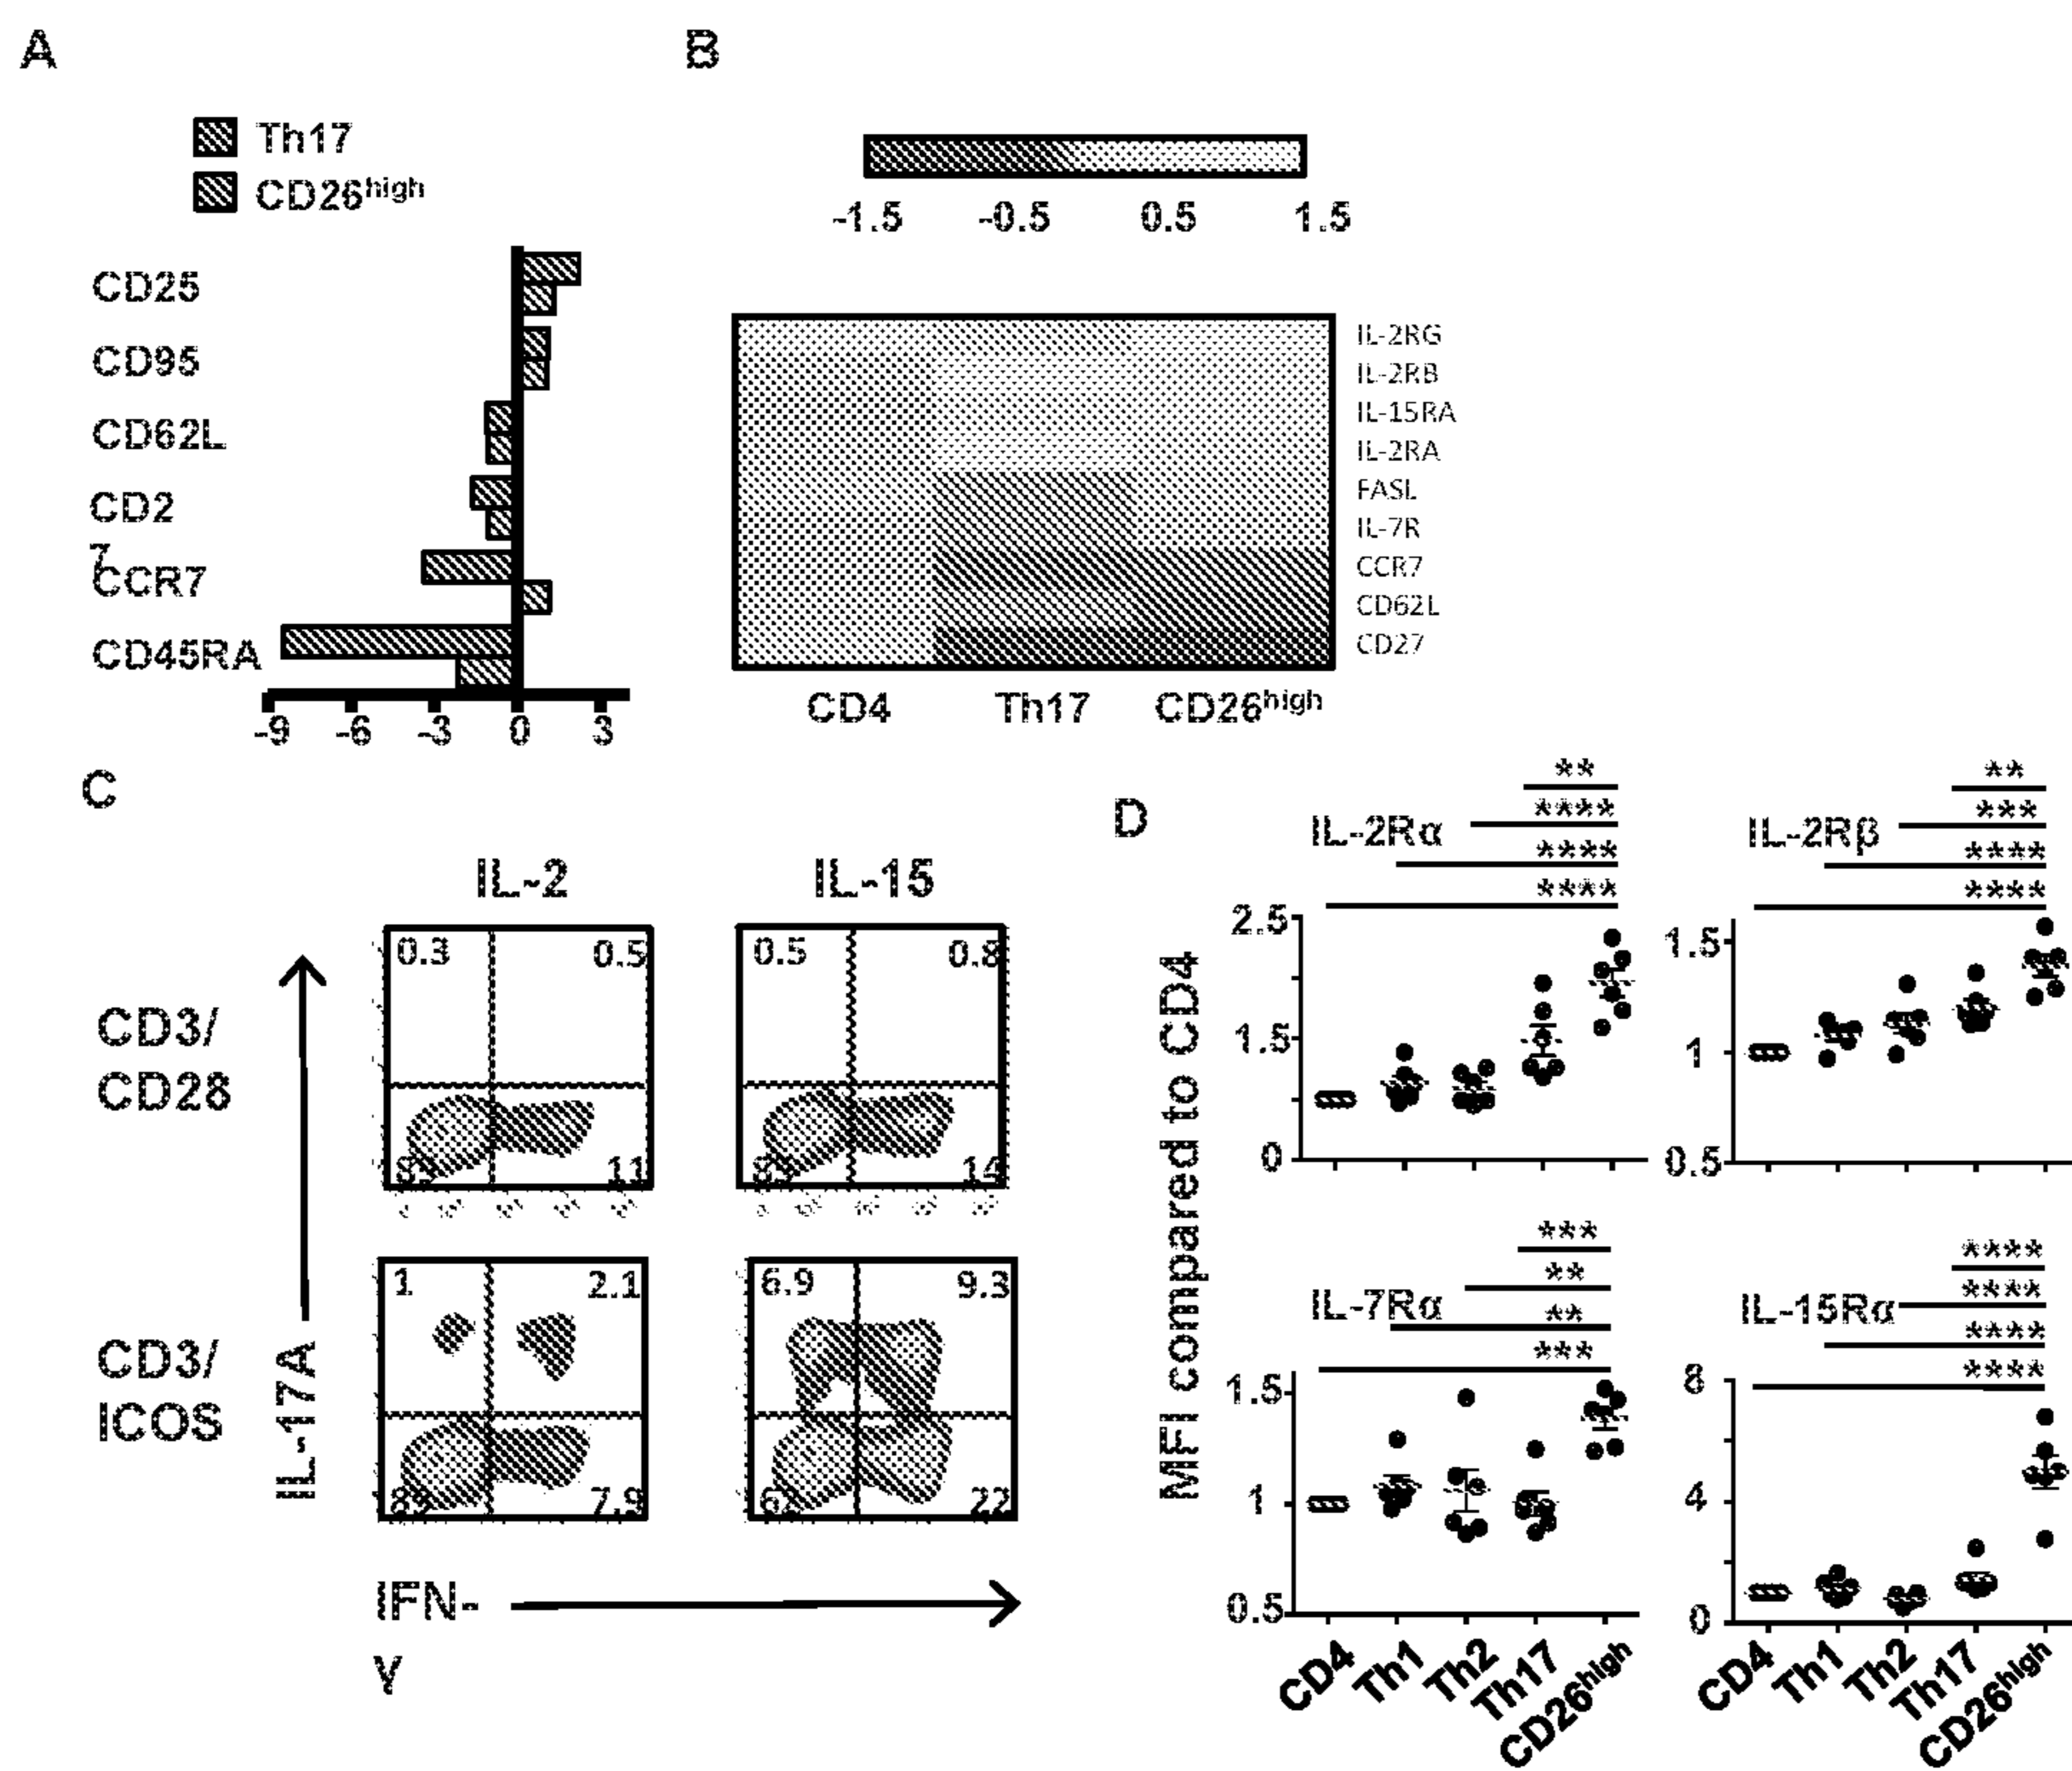 A
Th17
CD26high
CD25
CD95
CD62L
CD2
7
CCR7
CD45RA
-9 -6 -3 0 3
B
-1.5 -0.5 0.5 1.5
IL-2RG
IL-2RB
IL-15RA
IL-2RA
FASL
IL-7R
CCR7
CD62L
CD27
CD4 Th17 CD26high
C
IL-2 IL-15
CD3/
CD28
0.3 0.5
11
0.5 0.8
14
CD3/
ICOS
1 2.1
7.9
6.9 9.3
22
IL-17A
IFN-
γ
D
MFI compared to CD4
IL-2Rα
**
****
****
****
2.5
1.5
0
IL-2Rβ
**
***
****
****
1.5
1
0.5
IL-7Rα
***
**
**
***
1.5
1
0.5
CD4 Th1 Th2 Th17 CD26high
IL-15Rα
****
****
****
****
8
4
0
CD4 Th1 Th2 Th17 CD26high